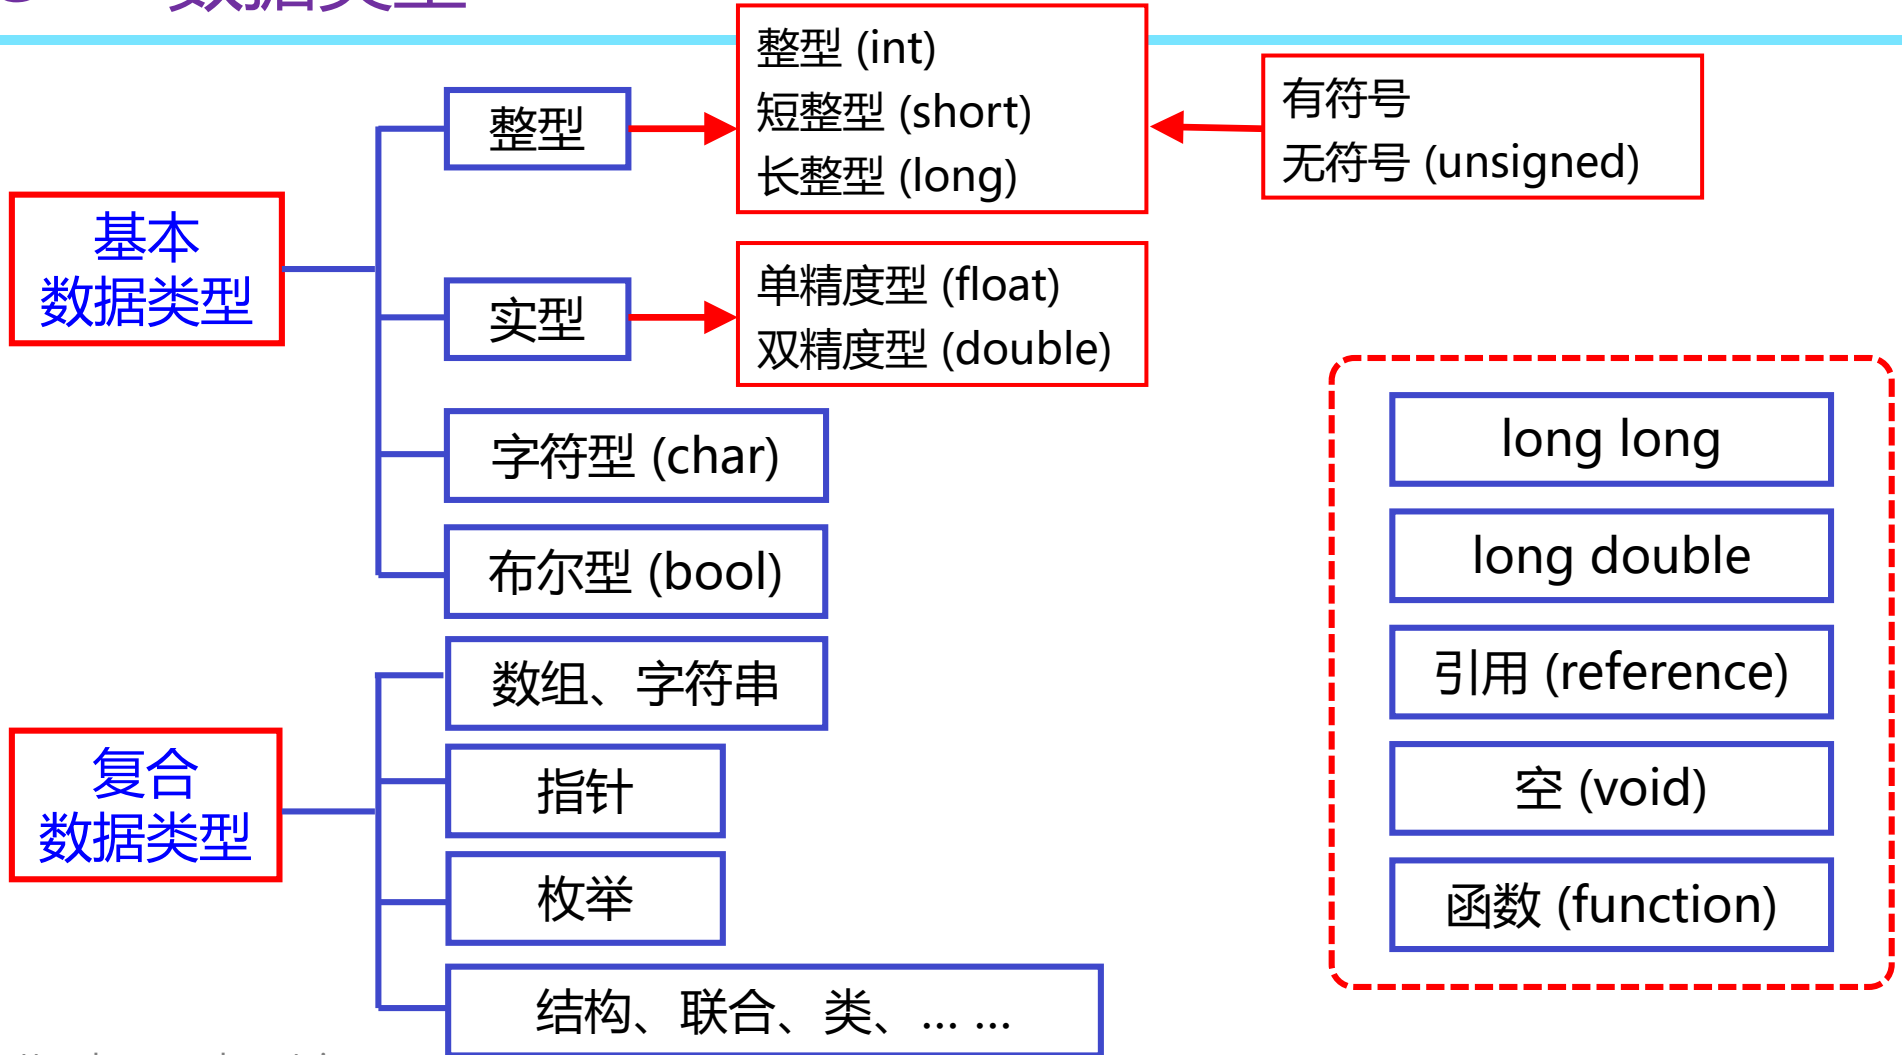 数据类型
整型 (int)
短整型 (short)
长整型 (long)
有符号
无符号 (unsigned)
整型
基本
数据类型
实型
单精度型 (float)
双精度型 (double)
字符型 (char)
布尔型 (bool)
复合
数据类型
数组、字符串
指针
枚举
结构、联合、类、... ...
long long
long double
引用 (reference)
空 (void)
函数 (function)